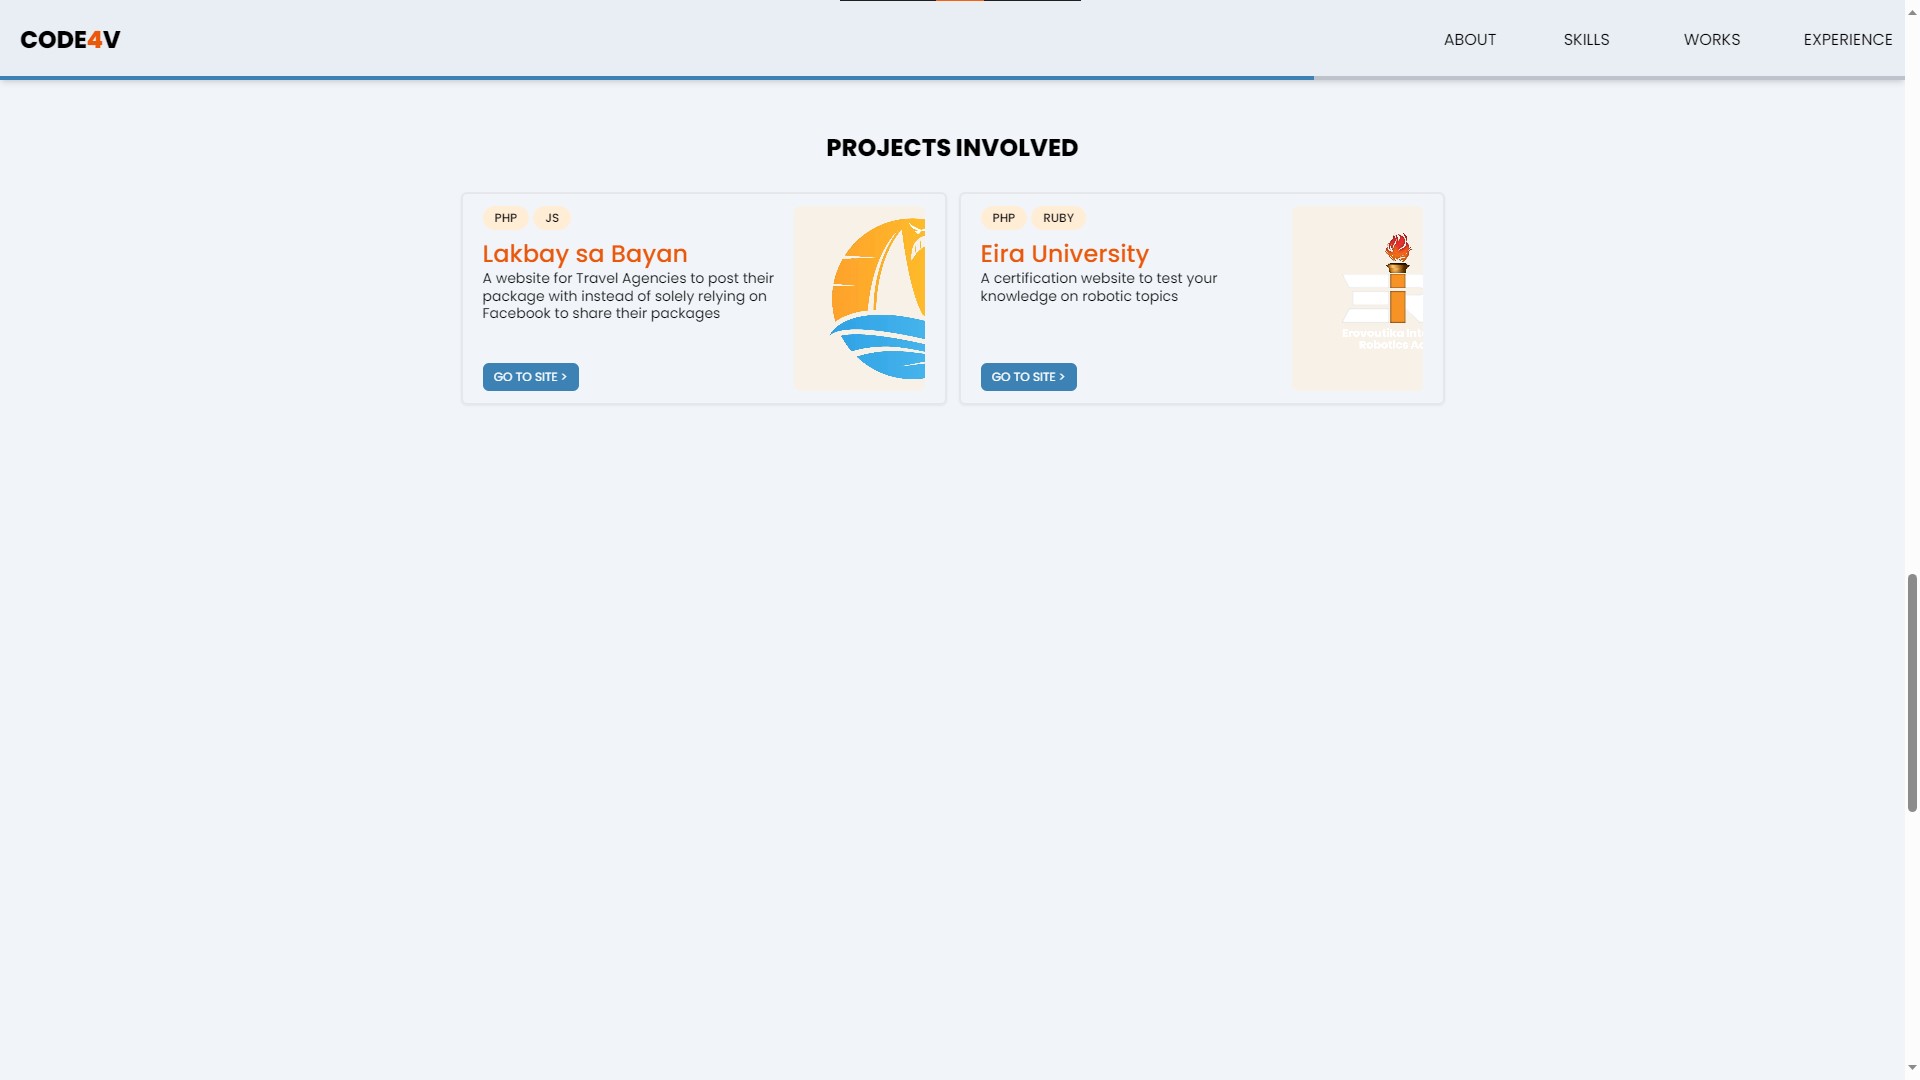 CODE4V
ABOUT
SKILLS
WORKS
EXPERIENCE
PROJECTS INVOLVED
PHP
JS
Lakbay sa Bayan
A website for Travel Agencies to post their
package with instead of solely relying on
Facebook to share their packages
GO TO SITE >
PHP
RUBY
Eira University
A certification website to test your
knowledge on robotic topics
GO TO SITE >
Erovoutika
Robotics